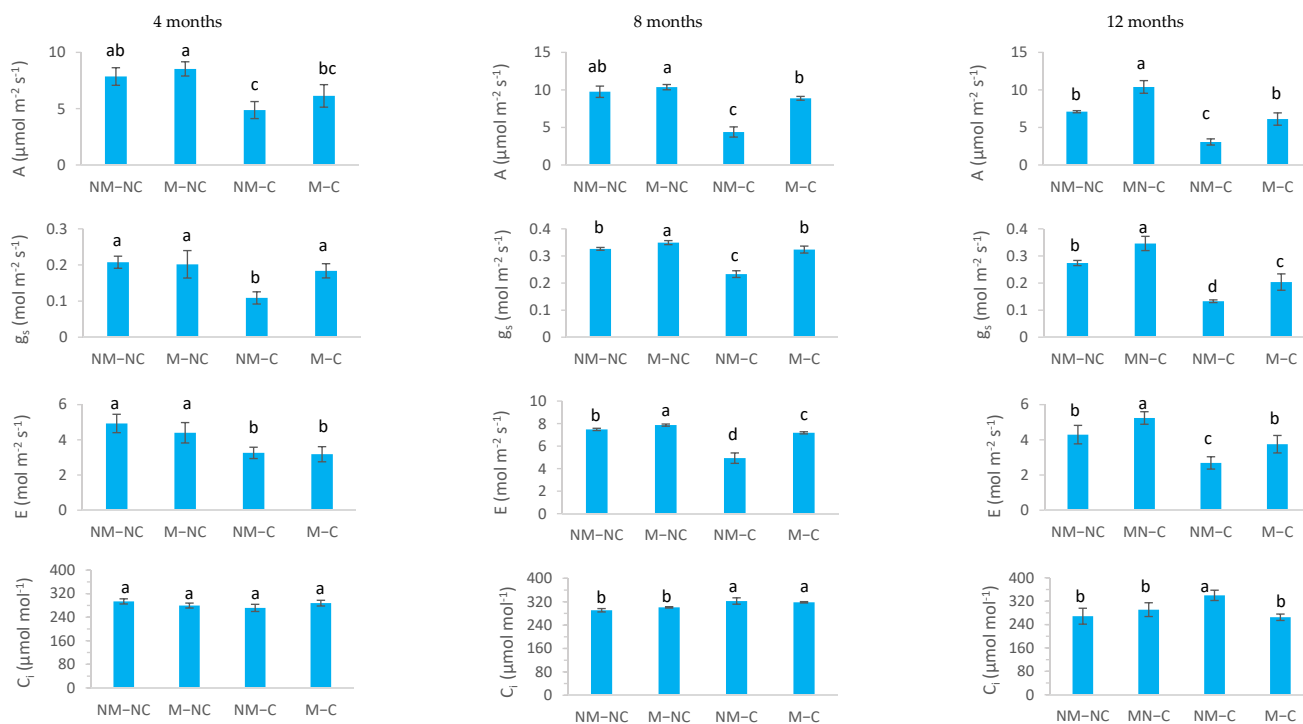 4 months
8 months
12 months
A (µmol m⁻² s⁻¹)
10
5
0
ab
a
c
bc
NM−NC
M−NC
NM−C
M−C
A (µmol m⁻² s⁻¹)
15
10
5
0
ab
a
c
b
NM−NC
M−NC
NM−C
M−C
A (µmol m⁻² s⁻¹)
15
10
5
0
b
a
c
b
NM−NC
MN−C
NM−C
M−C
gₛ (mol m⁻² s⁻¹)
0.3
0.2
0.1
0
a
a
b
a
NM−NC
M−NC
NM−C
M−C
gₛ (mol m⁻² s⁻¹)
0.4
0.3
0.2
0.1
0
b
a
c
b
NM−NC
M−NC
NM−C
M−C
gₛ (mol m⁻² s⁻¹)
0.4
0.3
0.2
0.1
0
b
a
d
c
NM−NC
MN−C
NM−C
M−C
E (mol m⁻² s⁻¹)
6
4
2
0
a
a
b
b
NM−NC
M−NC
NM−C
M−C
E (mol m⁻² s⁻¹)
10
8
6
4
2
0
b
a
d
c
NM−NC
M−NC
NM−C
M−C
E (mol m⁻² s⁻¹)
6
4
2
0
b
a
c
b
NM−NC
MN−C
NM−C
M−C
Cᵢ (µmol mol⁻¹)
400
320
240
160
80
0
a
a
a
a
NM−NC
M−NC
NM−C
M−C
Cᵢ (µmol mol⁻¹)
400
320
240
160
80
0
b
b
a
a
NM−NC
M−NC
NM−C
M−C
Cᵢ (µmol mol⁻¹)
400
320
240
160
80
0
b
b
a
b
NM−NC
MN−C
NM−C
M−C